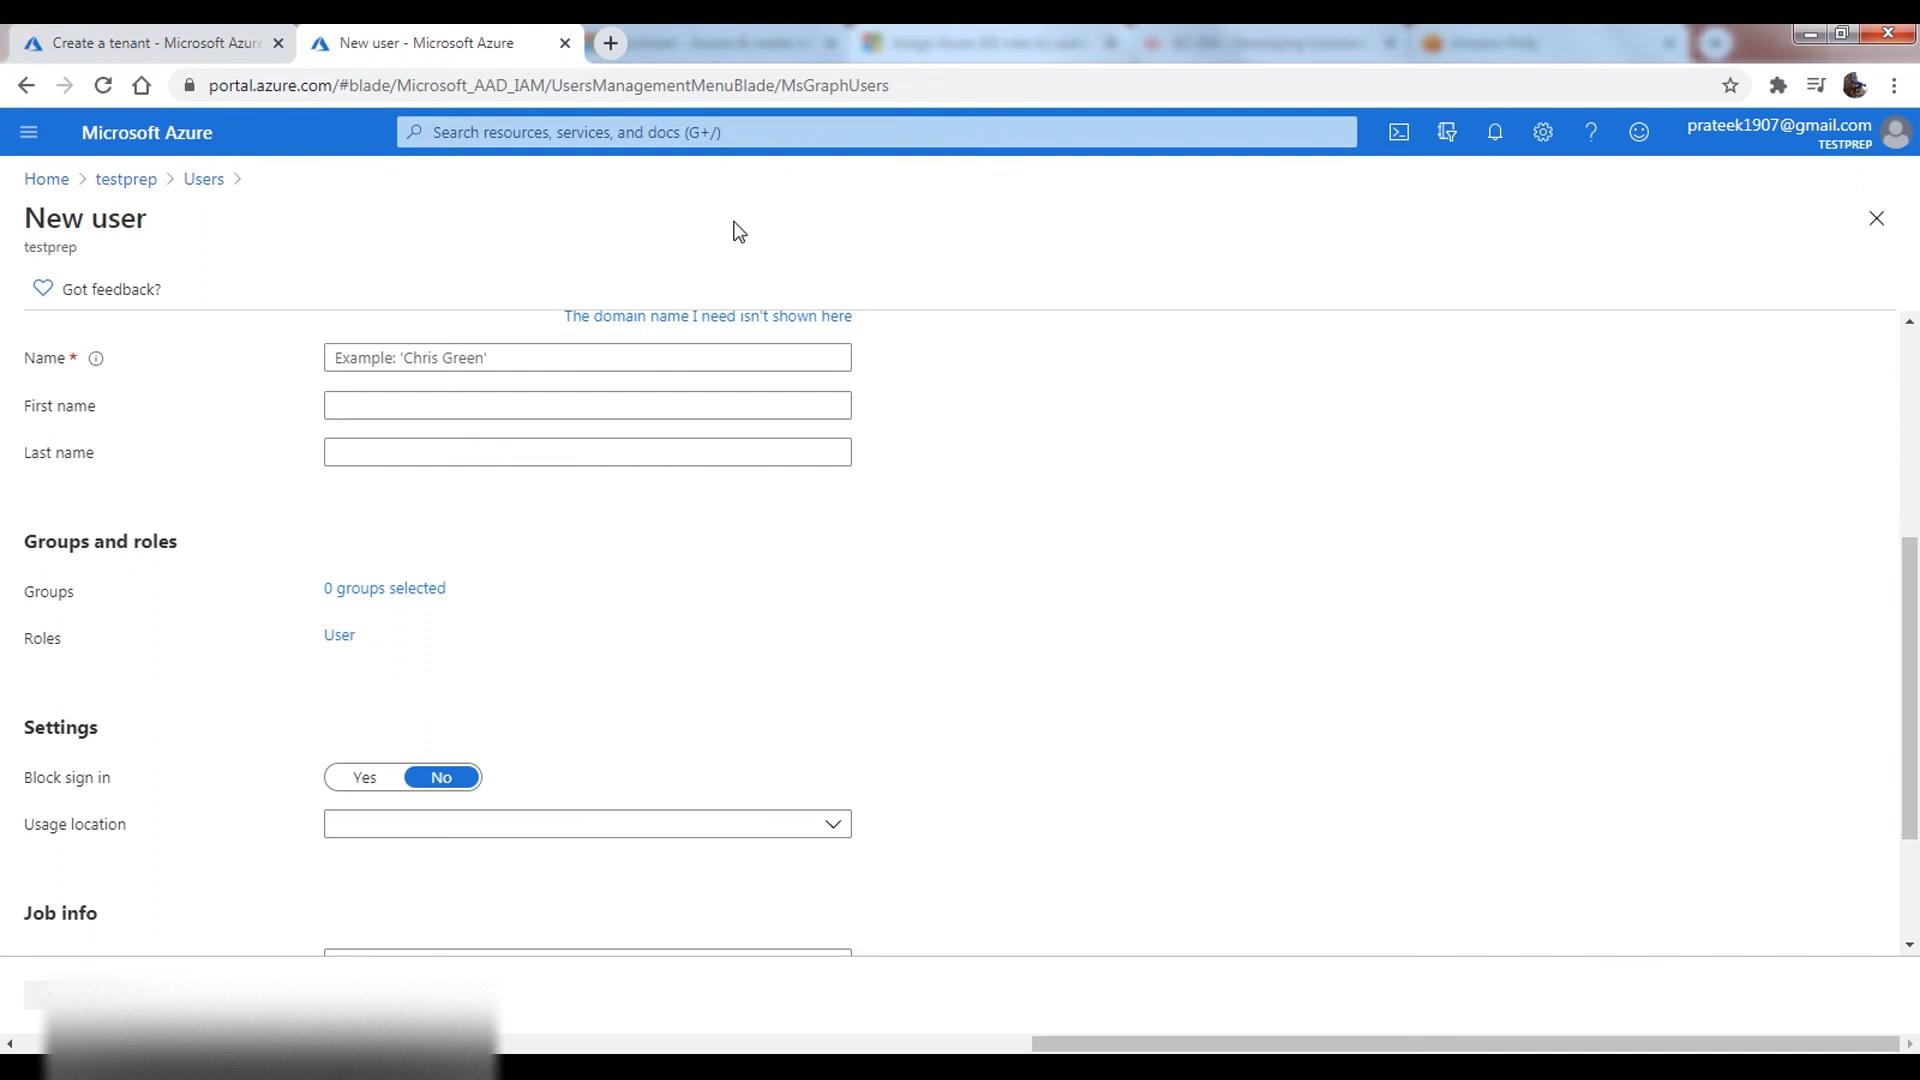 Create a tenant - Microsoft Azure
New user - Microsoft Azure
portal.azure.com/#blade/Microsoft_AAD_IAM/UsersManagementMenuBlade/MsGraphUsers
Microsoft Azure
Search resources, services, and docs (G+/)
prateek1907@gmail.com
TESTPREP
Home > testprep > Users >
New user
testprep
Got feedback?
The domain name I need isn't shown here
Name *
Example: 'Chris Green'
First name
Last name
Groups and roles
Groups
0 groups selected
Roles
User
Settings
Block sign in
Yes No
Usage location
Job info